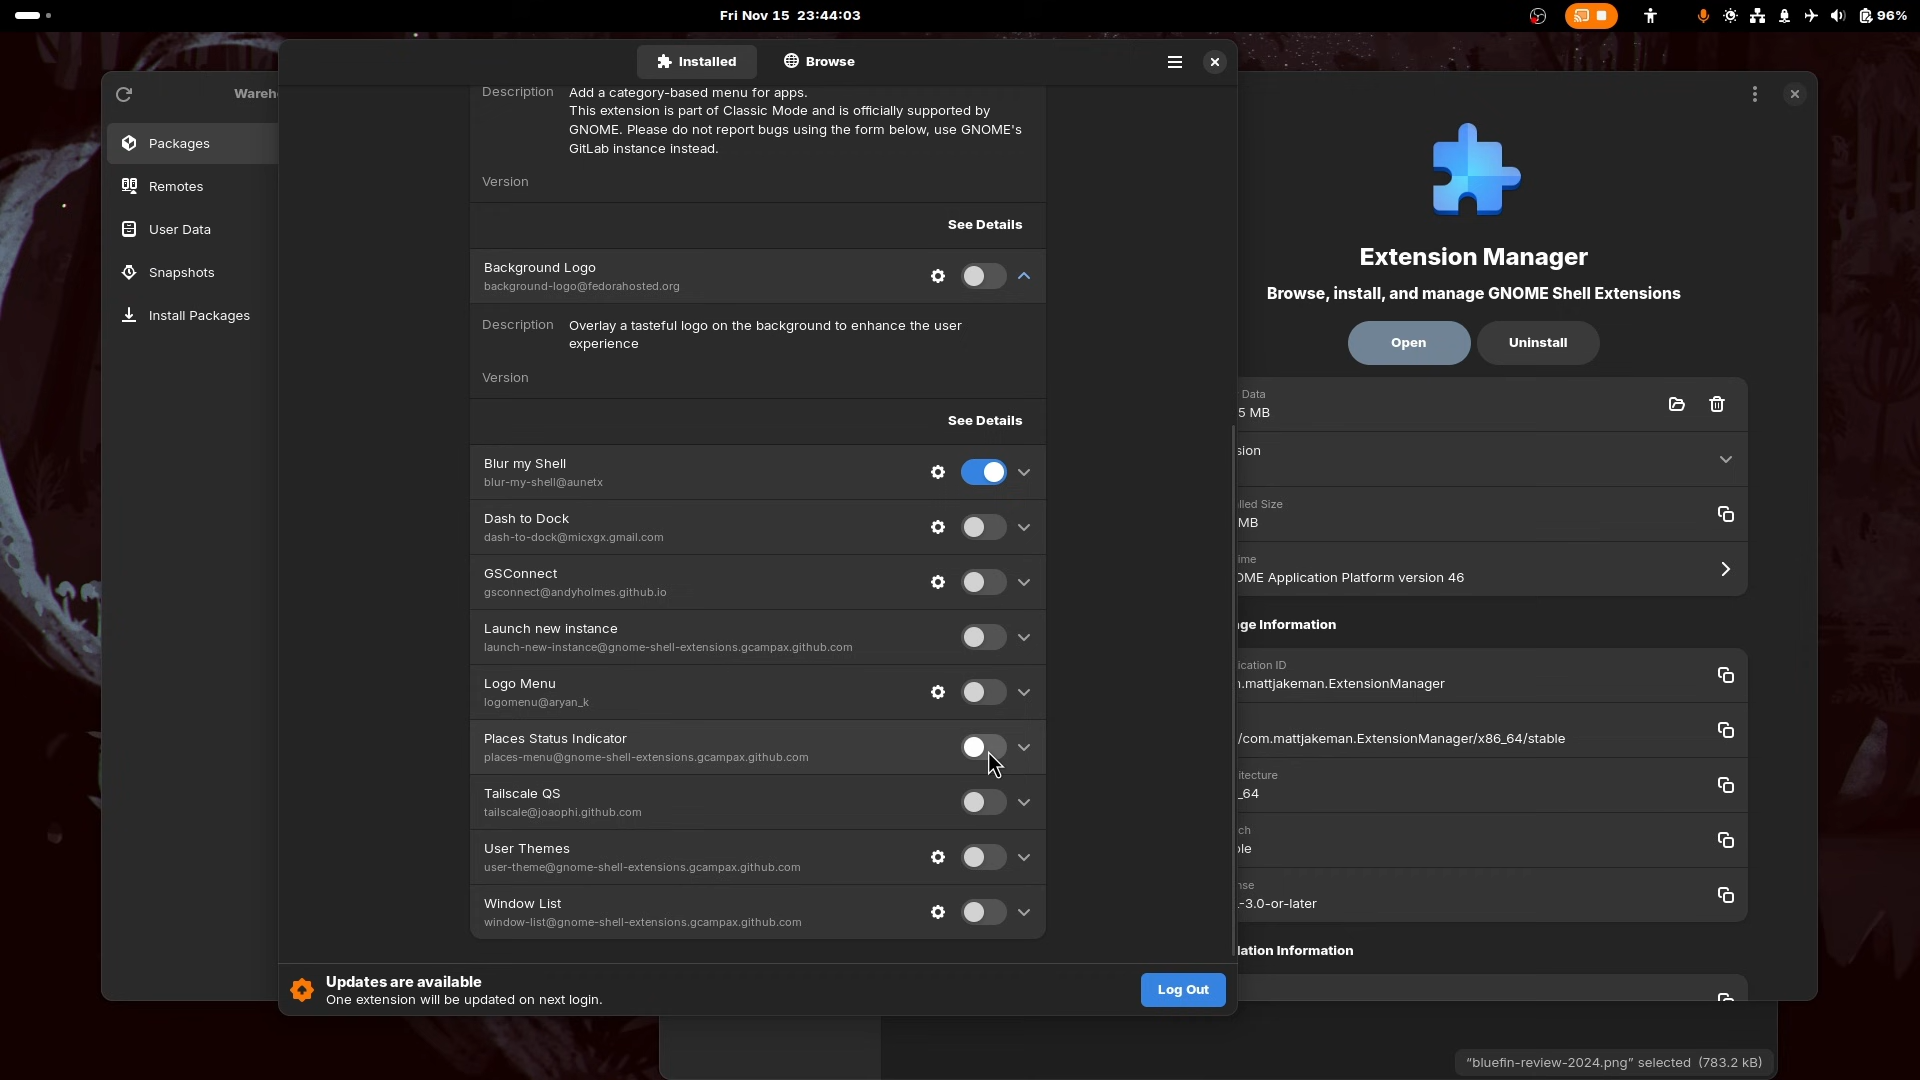 Fri Nov 15  23:44:03
96%
Installed
Browse
Wareh
Packages
Remotes
User Data
Snapshots
Install Packages
Description
Add a category-based menu for apps.
This extension is part of Classic Mode and is officially supported by
GNOME. Please do not report bugs using the form below, use GNOME's
GitLab instance instead.
Version
See Details
Background Logo
background-logo@fedorahosted.org
Description
Overlay a tasteful logo on the background to enhance the user
experience
Version
See Details
Blur my Shell
blur-my-shell@aunetx
Dash to Dock
dash-to-dock@micxgx.gmail.com
GSConnect
gsconnect@andyholmes.github.io
Launch new instance
launch-new-instance@gnome-shell-extensions.gcampax.github.com
Logo Menu
logomenu@aryan_k
Places Status Indicator
places-menu@gnome-shell-extensions.gcampax.github.com
Tailscale QS
tailscale@joaophi.github.com
User Themes
user-theme@gnome-shell-extensions.gcampax.github.com
Window List
window-list@gnome-shell-extensions.gcampax.github.com
Updates are available
One extension will be updated on next login.
Log Out
Extension Manager
Browse, install, and manage GNOME Shell Extensions
Open
Uninstall
Data
5 MB
sion
lled Size
MB
ime
OME Application Platform version 46
ge Information
ication ID
n.mattjakeman.ExtensionManager
/com.mattjakeman.ExtensionManager/x86_64/stable
itecture
_64
ch
ble
nse
-3.0-or-later
lation Information
“bluefin-review-2024.png” selected  (783.2 kB)